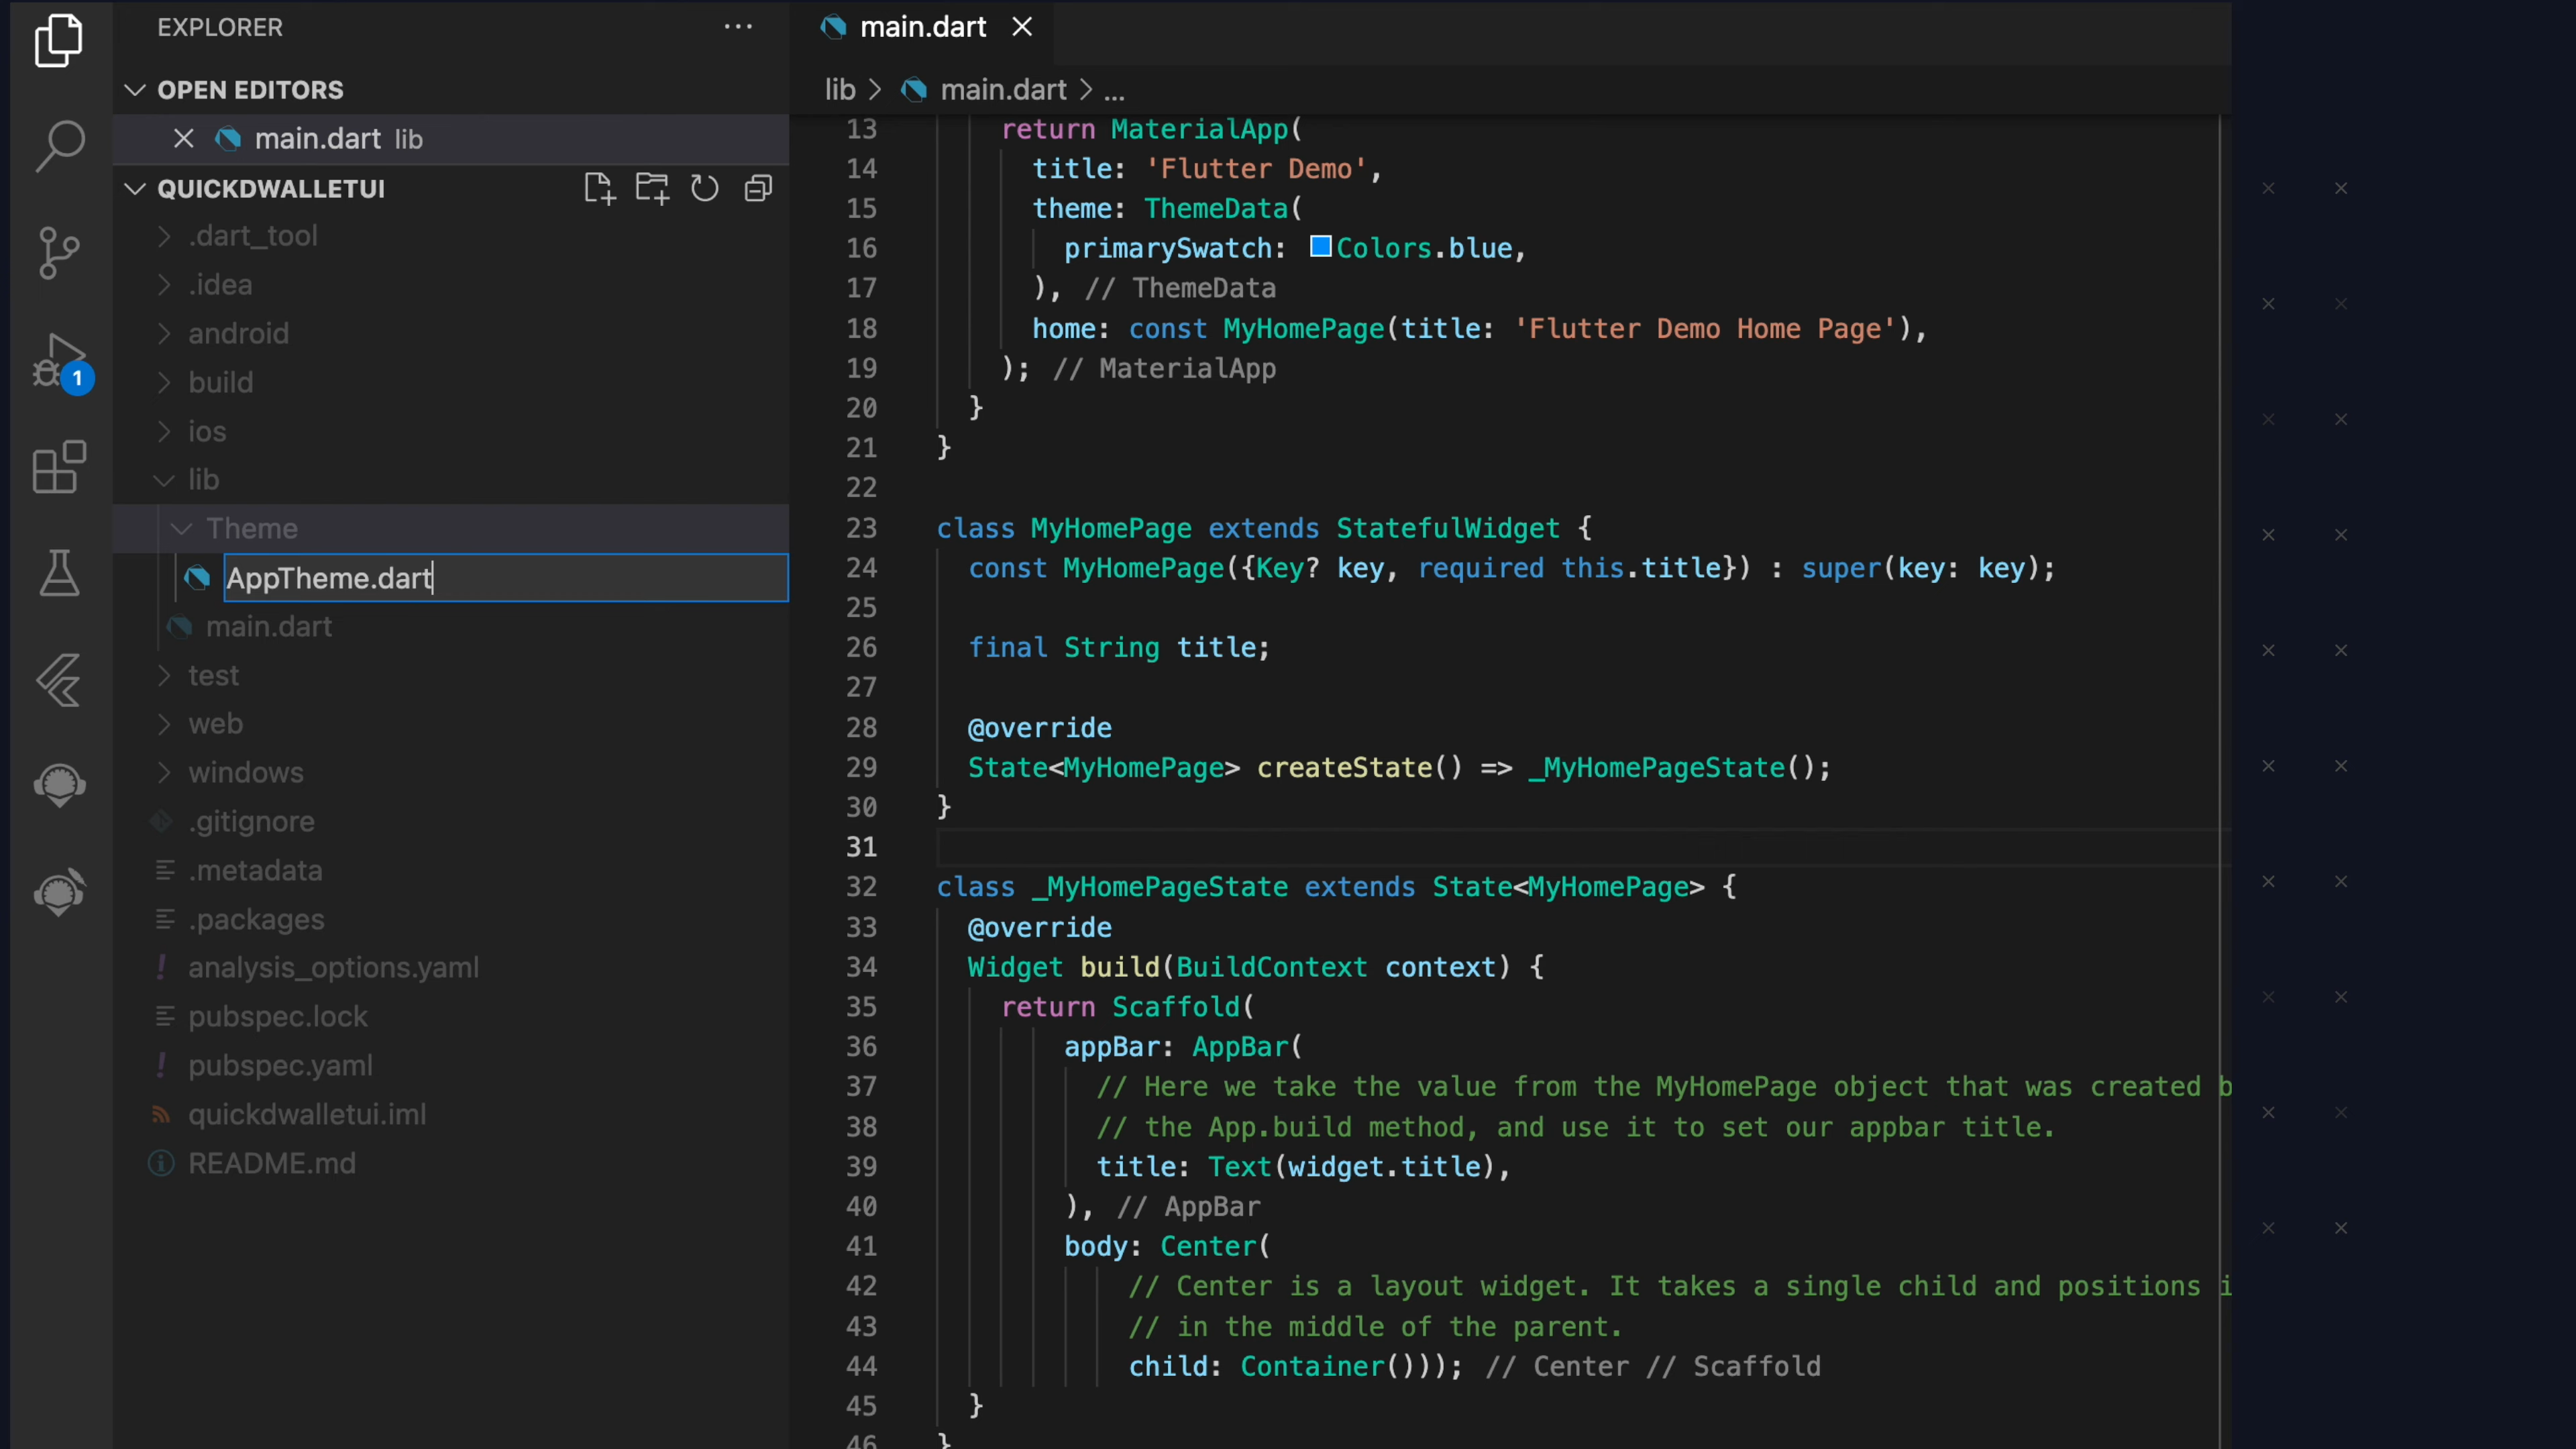 EXPLORER
OPEN EDITORS
main.dart lib
QUICKDWALLETUI
.dart_tool
.idea
android
build
ios
lib
Theme
AppTheme.dart
main.dart
test
web
windows
.gitignore
.metadata
.packages
analysis_options.yaml
pubspec.lock
pubspec.yaml
quickdwalletui.iml
README.md
1
main.dart
lib > main.dart > ...
13 return MaterialApp(
14 title: 'Flutter Demo',
15 theme: ThemeData(
16 primarySwatch: Colors.blue,
17 ), // ThemeData
18 home: const MyHomePage(title: 'Flutter Demo Home Page'),
19 ); // MaterialApp
20 }
21 }
22
23 class MyHomePage extends StatefulWidget {
24 const MyHomePage({Key? key, required this.title}) : super(key: key);
25
26 final String title;
27
28 @override
29 State<MyHomePage> createState() => _MyHomePageState();
30 }
31
32 class _MyHomePageState extends State<MyHomePage> {
33 @override
34 Widget build(BuildContext context) {
35 return Scaffold(
36 appBar: AppBar(
37 // Here we take the value from the MyHomePage object that was created b
38 // the App.build method, and use it to set our appbar title.
39 title: Text(widget.title),
40 ), // AppBar
41 body: Center(
42 // Center is a layout widget. It takes a single child and positions i
43 // in the middle of the parent.
44 child: Container())); // Center // Scaffold
45 }
46 }